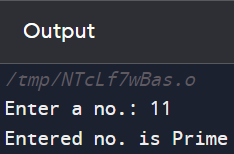 Output
/tmp/NTcLf7wBas.o
Enter a no.: 11
Entered no. is Prime